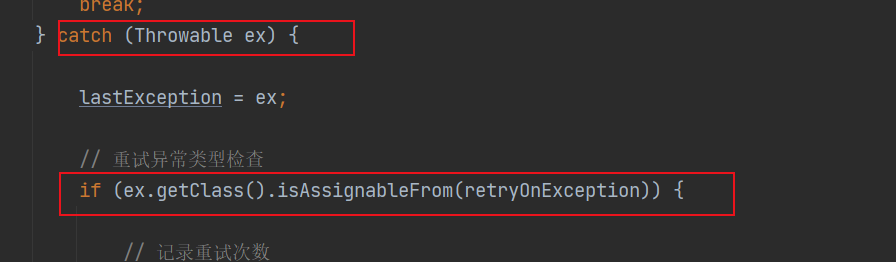 break;
} catch (Throwable ex) {
lastException = ex;
// 重试异常类型检查
if (ex.getClass().isAssignableFrom(retryOnException)) {
// 记录重试次数